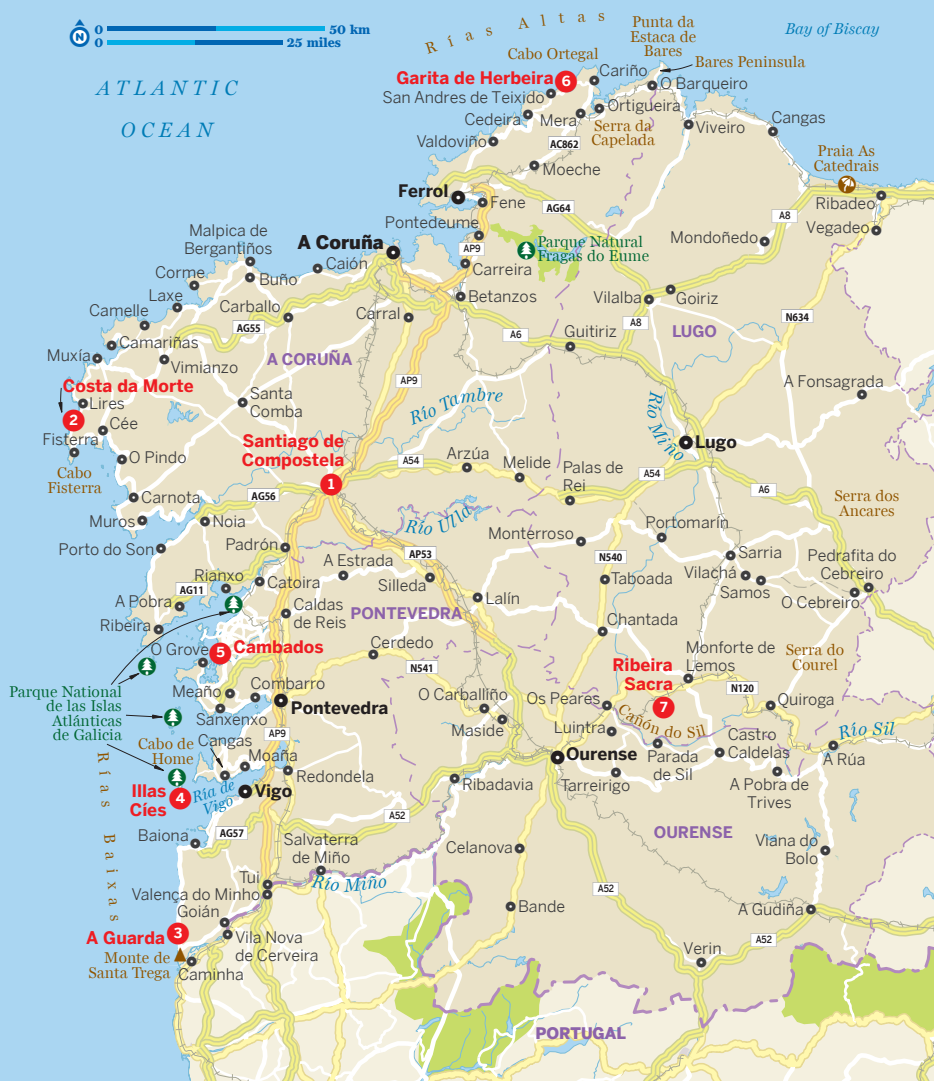 N
0
50 km
0
25 miles
Rías Altas
Punta da
Estaca de
Bares
Bay of Biscay
Cabo Ortegal
Bares Peninsula
ATLANTIC
OCEAN
Garita de Herbeira
6
Cariño
O Barqueiro
San Andres de Teixido
Ortigueira
Cedeira
Mera
Serra da
Capelada
Viveiro
Cangas
Valdoviño
AC862
Moeche
Praia As
Catedrais
Ferrol
Fene
AG64
Ribadeo
A8
Pontedeume
Vegadeo
Malpica de
Bergantiños
A Coruña
AP9
Parque Natural
Fragas do Eume
Mondoñedo
Caión
Carreira
Corme
Buño
Laxe
Betanzos
Vilalba
Goiriz
Camelle
Carballo
Carral
A8
N634
AG55
A6
Guitiriz
LUGO
Camariñas
Muxía
Vimianzo
A CORUÑA
AP9
A Fonsagrada
Costa da Morte
Lires
Santa
Comba
Río Tambre
Río
Miño
2
Cée
Fisterra
Santiago de
Compostela
Lugo
O Pindo
Cabo
Fisterra
A54
Arzúa
Melide
Palas de
Rei
A54
1
A6
Carnota
AG56
Serra dos
Ancares
Muros
Noia
Río Ulla
Portomarín
Porto do Son
Padrón
Monterroso
AP53
N540
Sarria
Pedrafita do
Cebreiro
A Estrada
Rianxo
Catoira
Silleda
Taboada
Vilachá
Samos
AG11
O Cebreiro
A Pobra
Caldas
de Reis
PONTEVEDRA
Lalín
Ribeira
Chantada
O Grove
5
Cambados
Cerdedo
Monforte de
Lemos
Serra do
Courel
N541
Ribeira
Sacra
Parque National
de las Islas
Atlánticas
de Galicia
Meaño
Combarro
O Carballiño
Os Peares
N120
Quiroga
7
Sanxenxo
Pontevedra
Maside
Luintra
Cañón do Sil
Río Sil
Cabo de
Home
Cangas
AP9
Castro
Caldelas
Moaña
Ourense
Parada
de Sil
A Rúa
Rías Baixas
Redondela
Tarreirigo
Illas
Cíes
4
Ría de
Vigo
Vigo
Ribadavia
A Pobra de
Trives
A52
Baiona
AG57
OURENSE
Salvaterra
de Miño
Celanova
Viana do
Bolo
Tui
Río Miño
Valença do Minho
A52
Goián
Bande
A Gudiña
A Guarda
3
Vila Nova
de Cerveira
A52
Monte de
Santa Trega
Verin
Caminha
PORTUGAL